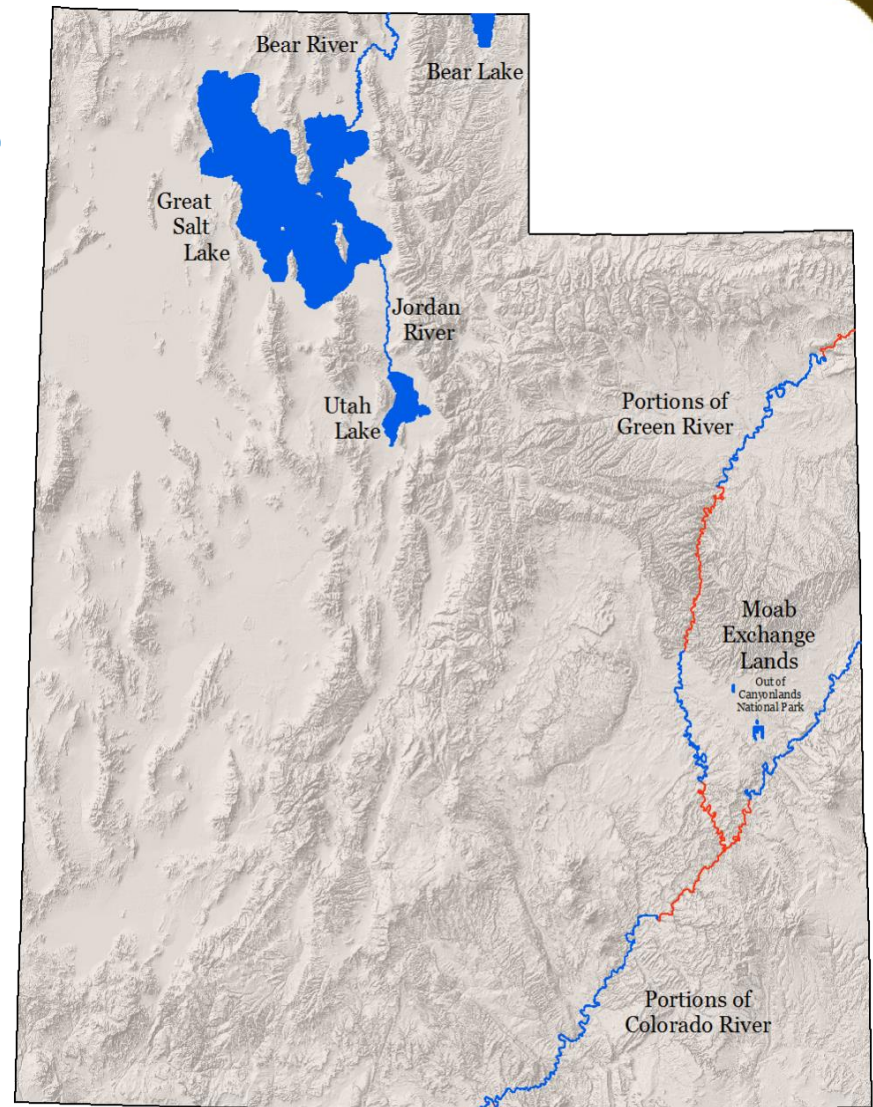 Bear River
Bear Lake
Great
Salt
Lake
Jordan
River
Utah
Lake
Portions of
Green River
Moab
Exchange
Lands
Out of
Canyonlands
National Park
Portions of
Colorado River